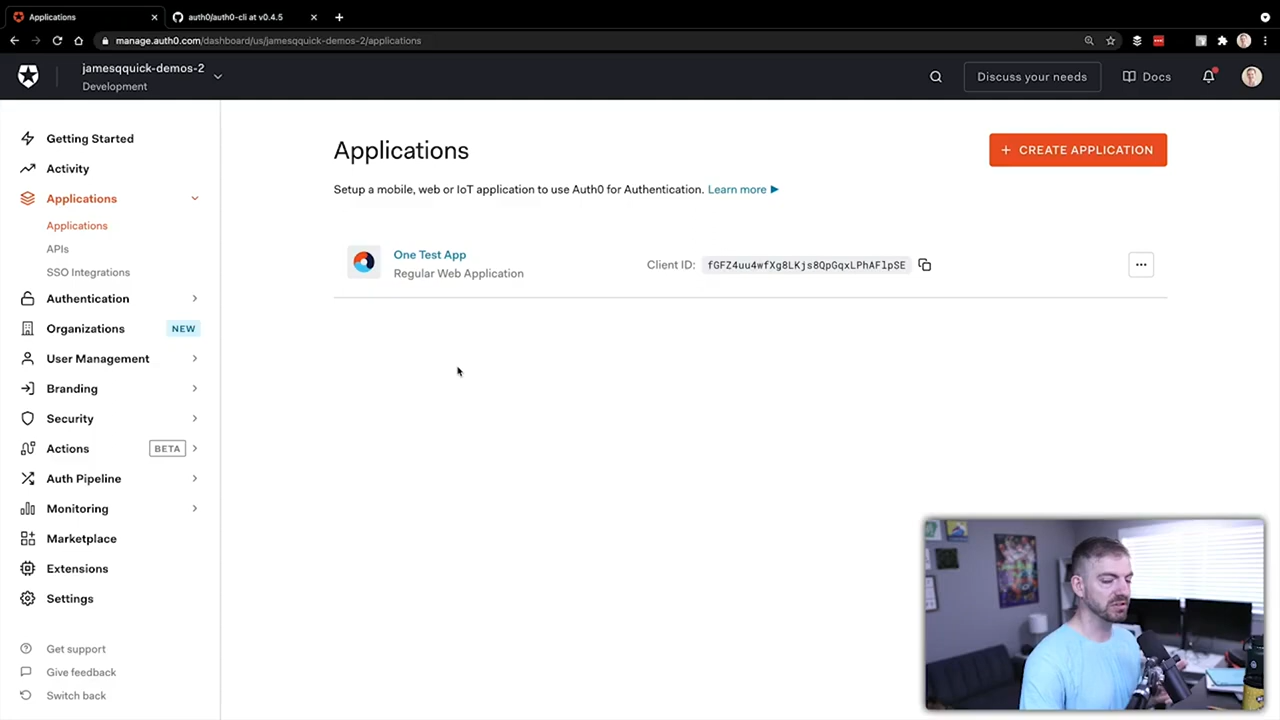 Applications
auth0/auth0-cli at v0.4.5
manage.auth0.com/dashboard/us/jamesqquick-demos-2/applications
jamesqquick-demos-2
Development
Discuss your needs
Docs
Getting Started
Activity
Applications
Applications
APIs
SSO Integrations
Authentication
Organizations NEW
User Management
Branding
Security
Actions BETA
Auth Pipeline
Monitoring
Marketplace
Extensions
Settings
Get support
Give feedback
Switch back
Applications
+ CREATE APPLICATION
Setup a mobile, web or IoT application to use Auth0 for Authentication. Learn more
One Test App
Regular Web Application
Client ID: fGFZ4uu4wfXg8LKjs8QpGqxLPhAFlpSE